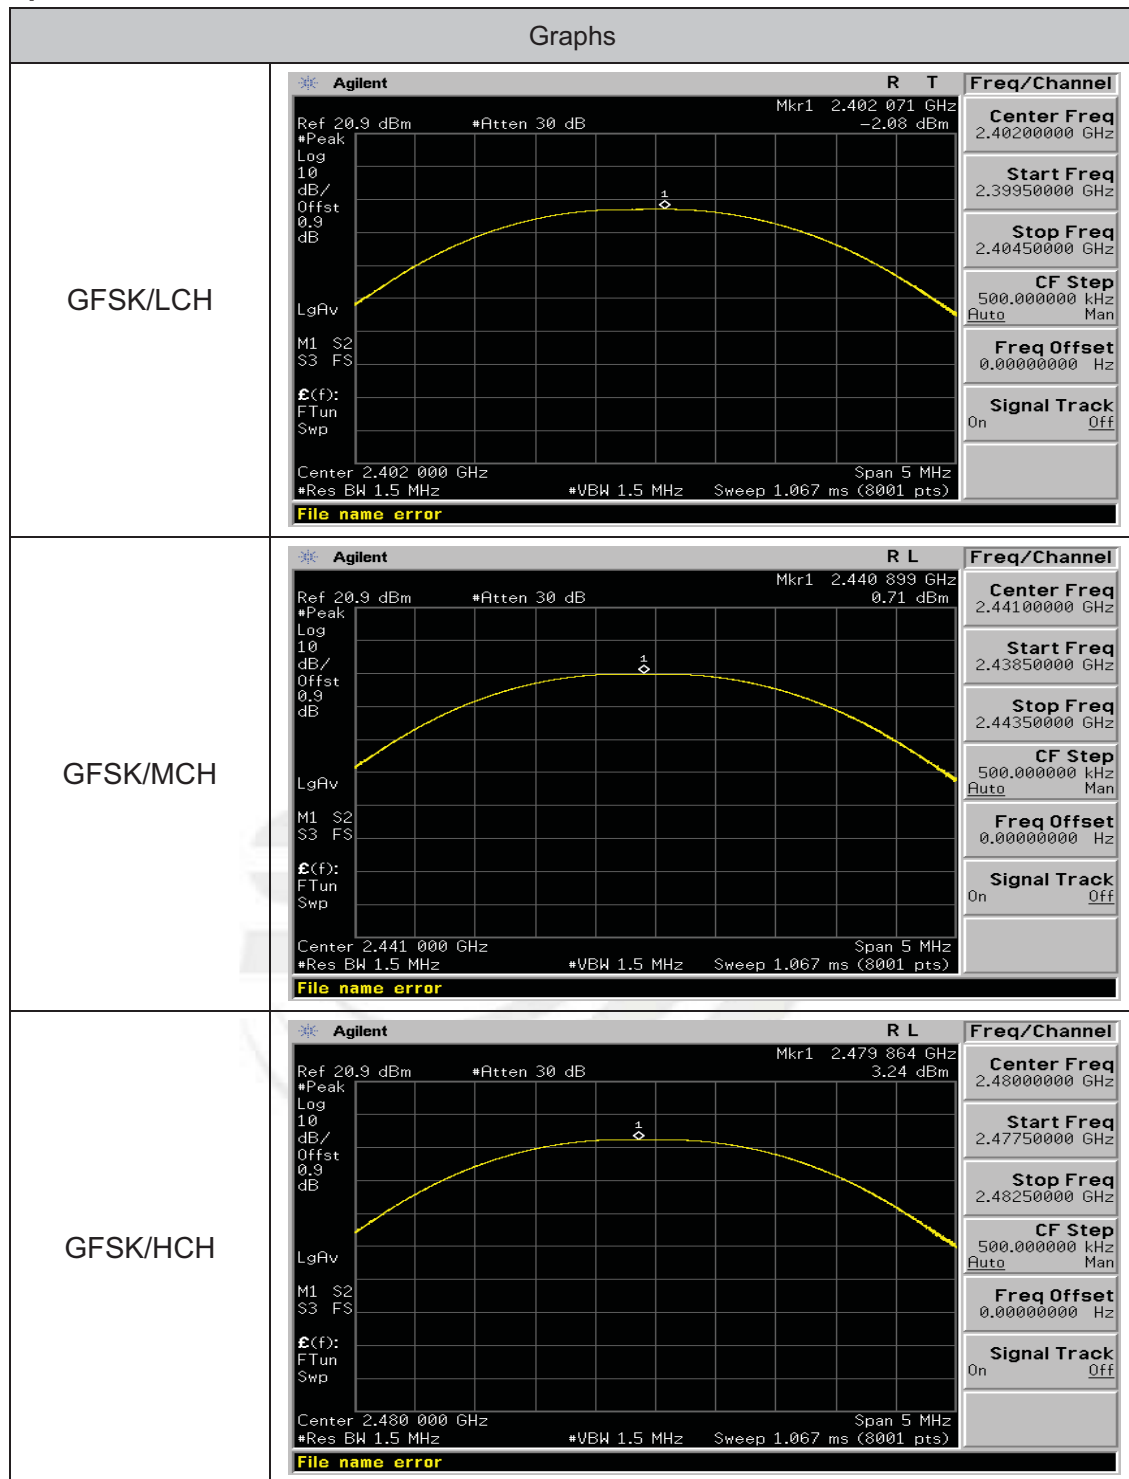 Graphs
GFSK/LCH
Agilent R T Freq/Channel
Mkr1 2.402 071 GHz
Ref 20.9 dBm #Atten 30 dB -2.08 dBm
#Peak
Log
10
dB/
Offst
0.9
dB
1
LgAv
M1 S2
S3 FS
£(f):
FTun
Swp
Center 2.402 000 GHz Span 5 MHz
#Res BW 1.5 MHz #VBW 1.5 MHz Sweep 1.067 ms (8001 pts)
File name error
Center Freq
2.40200000 GHz
Start Freq
2.39950000 GHz
Stop Freq
2.40450000 GHz
CF Step
500.000000 kHz
Auto Man
Freq Offset
0.00000000 Hz
Signal Track
On Off
GFSK/MCH
Agilent R L Freq/Channel
Mkr1 2.440 899 GHz
Ref 20.9 dBm #Atten 30 dB 0.71 dBm
#Peak
Log
10
dB/
Offst
0.9
dB
1
LgAv
M1 S2
S3 FS
£(f):
FTun
Swp
Center 2.441 000 GHz Span 5 MHz
#Res BW 1.5 MHz #VBW 1.5 MHz Sweep 1.067 ms (8001 pts)
File name error
Center Freq
2.44100000 GHz
Start Freq
2.43850000 GHz
Stop Freq
2.44350000 GHz
CF Step
500.000000 kHz
Auto Man
Freq Offset
0.00000000 Hz
Signal Track
On Off
GFSK/HCH
Agilent R L Freq/Channel
Mkr1 2.479 864 GHz
Ref 20.9 dBm #Atten 30 dB 3.24 dBm
#Peak
Log
10
dB/
Offst
0.9
dB
1
LgAv
M1 S2
S3 FS
£(f):
FTun
Swp
Center 2.480 000 GHz Span 5 MHz
#Res BW 1.5 MHz #VBW 1.5 MHz Sweep 1.067 ms (8001 pts)
File name error
Center Freq
2.48000000 GHz
Start Freq
2.47750000 GHz
Stop Freq
2.48250000 GHz
CF Step
500.000000 kHz
Auto Man
Freq Offset
0.00000000 Hz
Signal Track
On Off